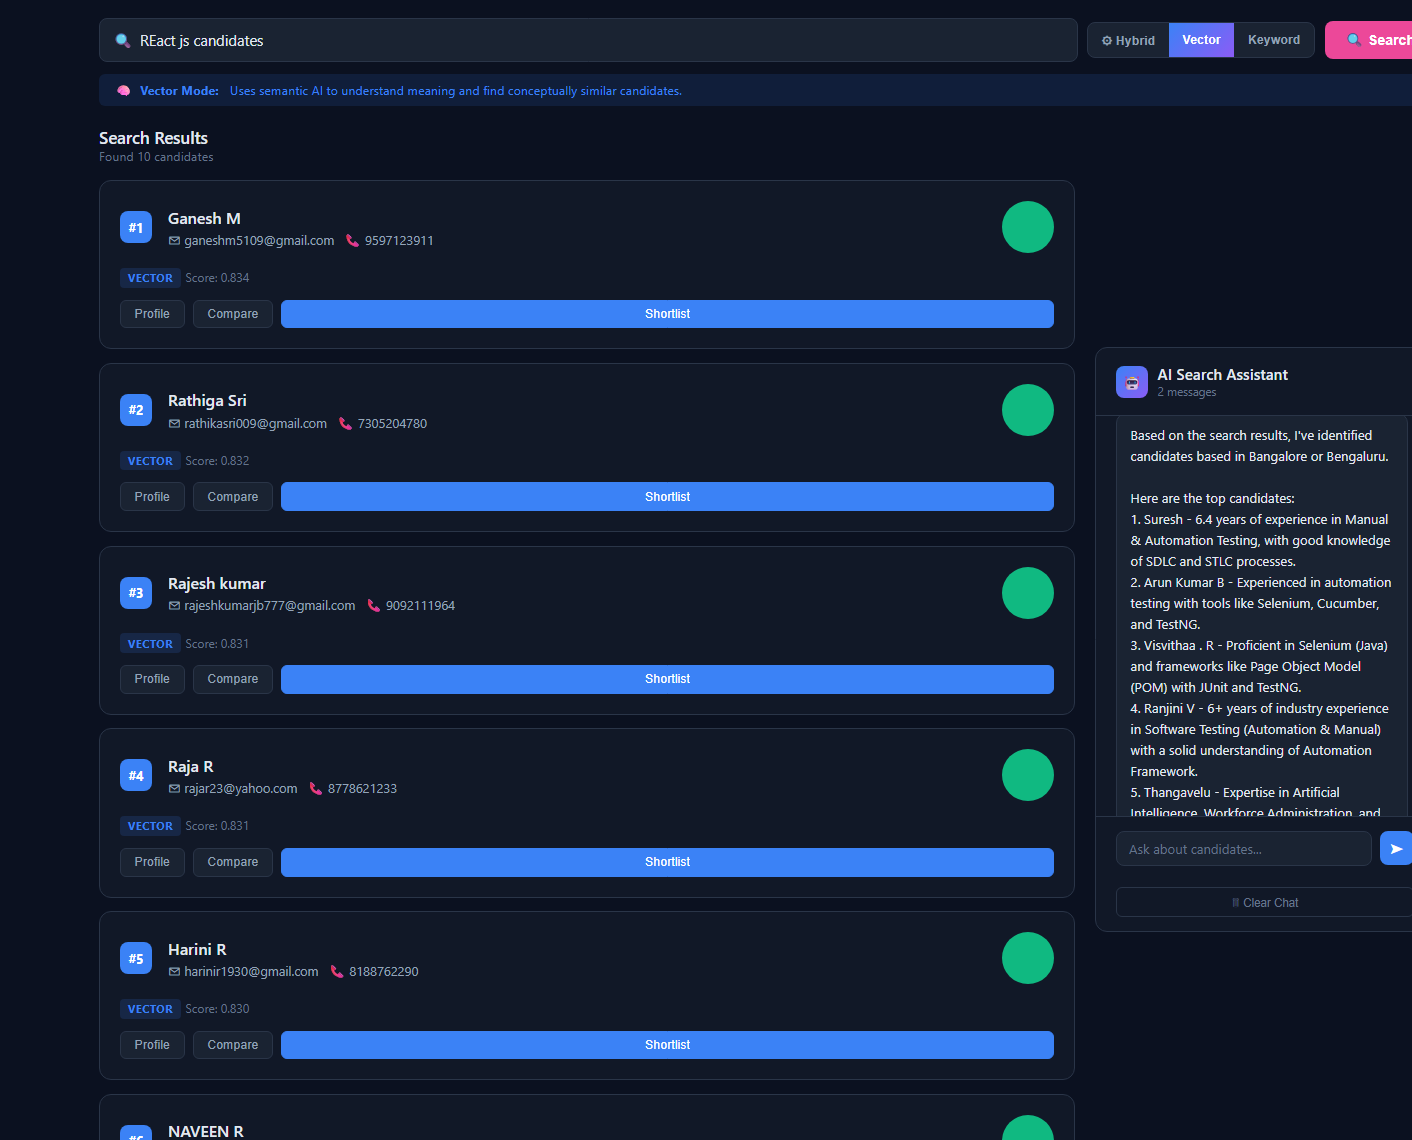 REact js candidates
Hybrid Vector Keyword Search
Vector Mode: Uses semantic AI to understand meaning and find conceptually similar candidates.
Search Results
Found 10 candidates
#1 Ganesh M
ganeshm5109@gmail.com 9597123911
VECTOR Score: 0.834
Profile Compare Shortlist
#2 Rathiga Sri
rathikasri009@gmail.com 7305204780
VECTOR Score: 0.832
Profile Compare Shortlist
#3 Rajesh kumar
rajeshkumarjb777@gmail.com 9092111964
VECTOR Score: 0.831
Profile Compare Shortlist
#4 Raja R
rajar23@yahoo.com 8778621233
VECTOR Score: 0.831
Profile Compare Shortlist
#5 Harini R
harinir1930@gmail.com 8188762290
VECTOR Score: 0.830
Profile Compare Shortlist
#6 NAVEEN R
AI Search Assistant
2 messages
Based on the search results, I've identified
candidates based in Bangalore or Bengaluru.
Here are the top candidates:
1. Suresh - 6.4 years of experience in Manual
& Automation Testing, with good knowledge
of SDLC and STLC processes.
2. Arun Kumar B - Experienced in automation
testing with tools like Selenium, Cucumber,
and TestNG.
3. Visvithaa . R - Proficient in Selenium (Java)
and frameworks like Page Object Model
(POM) with JUnit and TestNG.
4. Ranjini V - 6+ years of industry experience
in Software Testing (Automation & Manual)
with a solid understanding of Automation
Framework.
5. Thangavelu - Expertise in Artificial
Intelligence, Workforce Administration, and
Ask about candidates...
Clear Chat